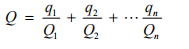 Q = q₁/Q₁ + q₂/Q₂ + ⋯ qₙ/Qₙ